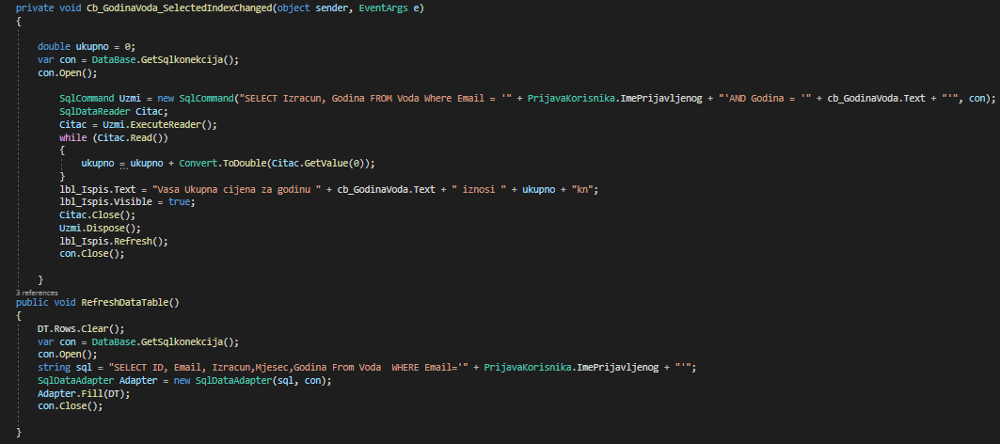 private void Cb_GodinaVoda_SelectedIndexChanged(object sender, EventArgs e)
{
double ukupno = 0;
var con = DataBase.GetSqlkonekcija();
con.Open();
SqlCommand Uzmi = new SqlCommand("SELECT Izracun, Godina FROM Voda Where Email = '" + PrijavaKorisnika.ImePrijavljenog + "'AND Godina = '" + cb_GodinaVoda.Text + "'", con);
SqlDataReader Citac;
Citac = Uzmi.ExecuteReader();
while (Citac.Read())
{
ukupno = ukupno + Convert.ToDouble(Citac.GetValue(0));
}
lbl_Ispis.Text = "Vasa Ukupna cijena za godinu " + cb_GodinaVoda.Text + " iznosi " + ukupno + "kn";
lbl_Ispis.Visible = true;
Citac.Close();
Uzmi.Dispose();
lbl_Ispis.Refresh();
con.Close();
}
3 references
public void RefreshDataTable()
{
DT.Rows.Clear();
var con = DataBase.GetSqlkonekcija();
con.Open();
string sql = "SELECT ID, Email, Izracun,Mjesec,Godina From Voda  WHERE Email='" + PrijavaKorisnika.ImePrijavljenog + "'";
SqlDataAdapter Adapter = new SqlDataAdapter(sql, con);
Adapter.Fill(DT);
con.Close();
}